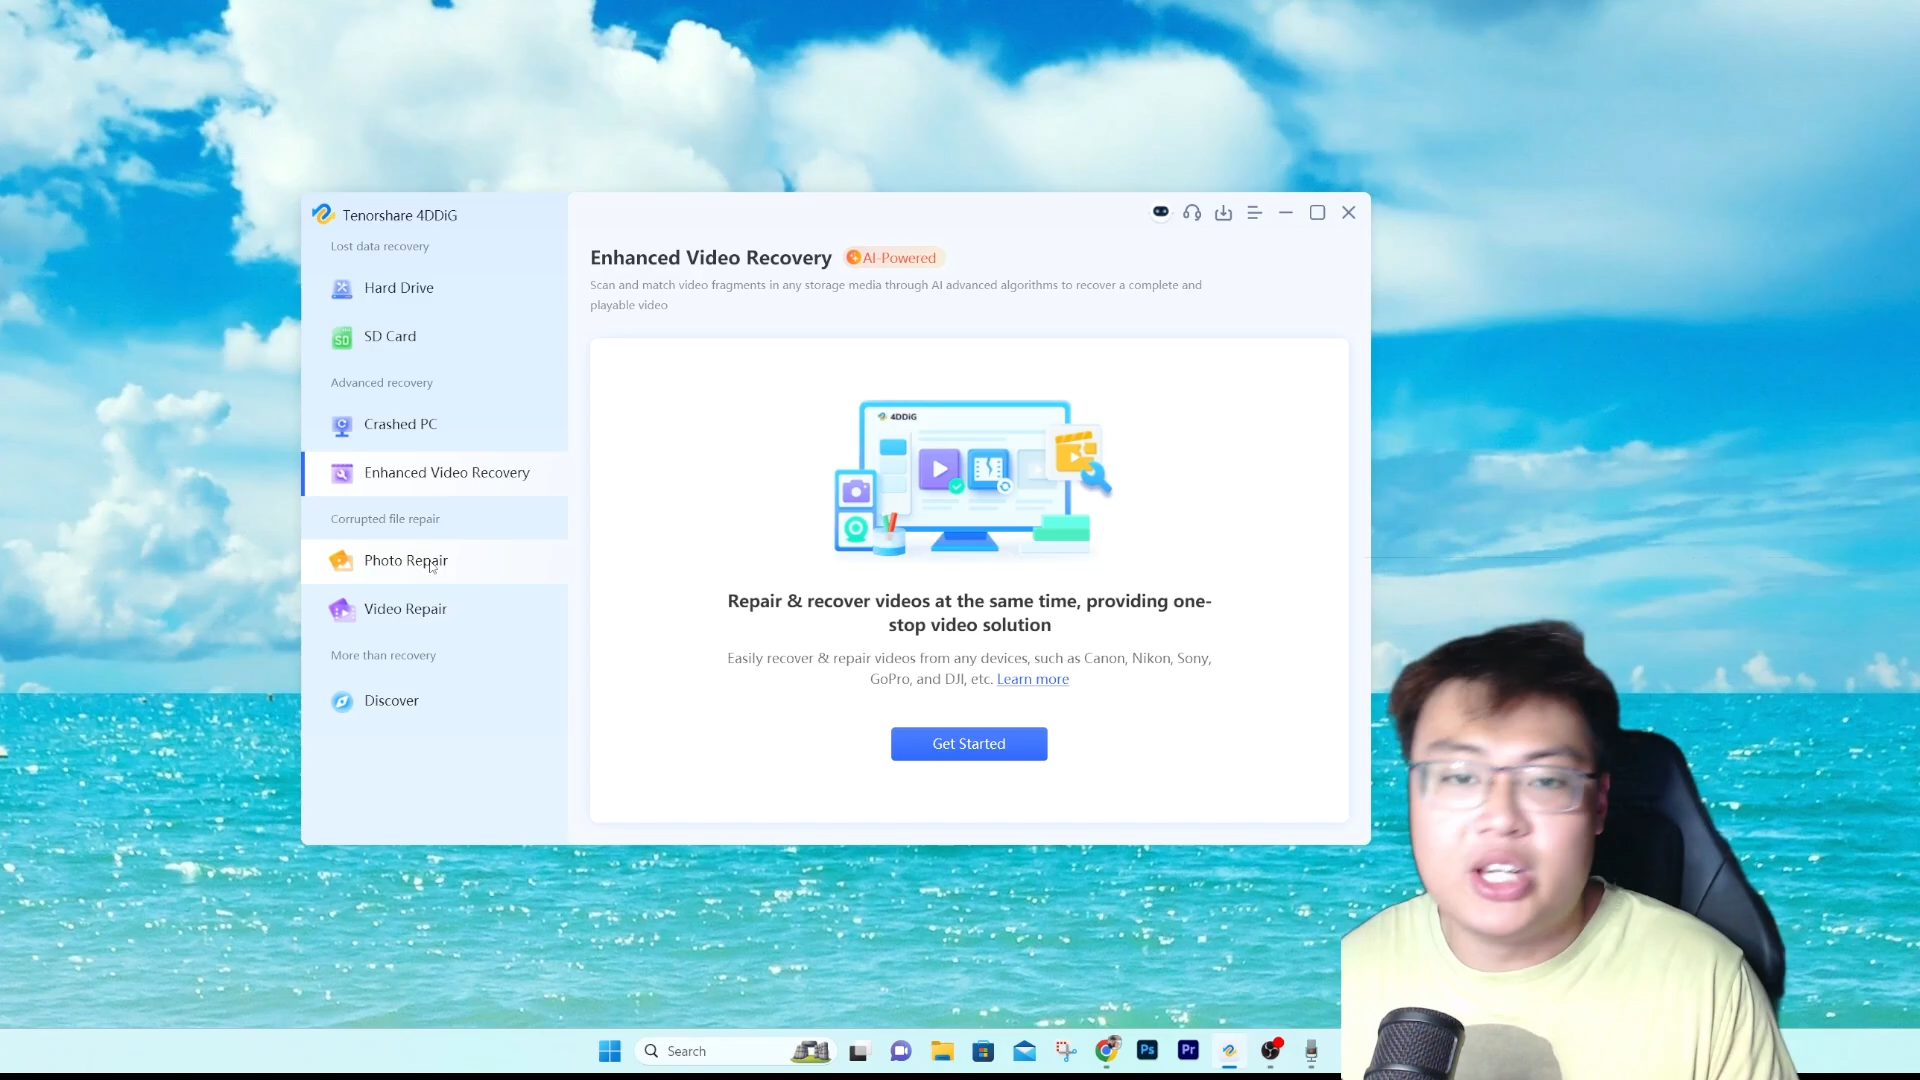 Tenorshare 4DDiG
Lost data recovery
Hard Drive
SD
SD Card
Advanced recovery
Crashed PC
Enhanced Video Recovery
Corrupted file repair
Photo Repair
Video Repair
More than recovery
Discover
Enhanced Video Recovery
AI-Powered
Scan and match video fragments in any storage media through AI advanced algorithms to recover a complete and
playable video
4DDiG
Repair & recover videos at the same time, providing one-
stop video solution
Easily recover & repair videos from any devices, such as Canon, Nikon, Sony,
GoPro, and DJI, etc. Learn more
Get Started
Search
Ps
Pr